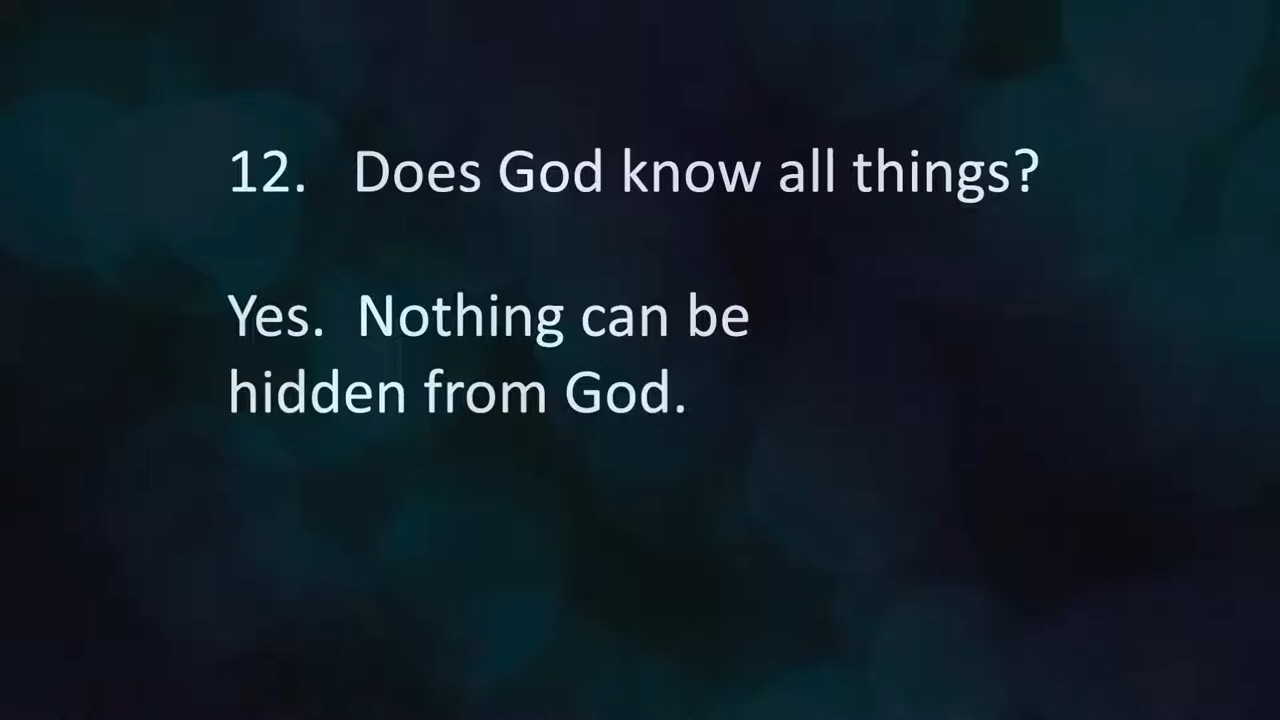 12. Does God know all things?
Yes. Nothing can be
hidden from God.